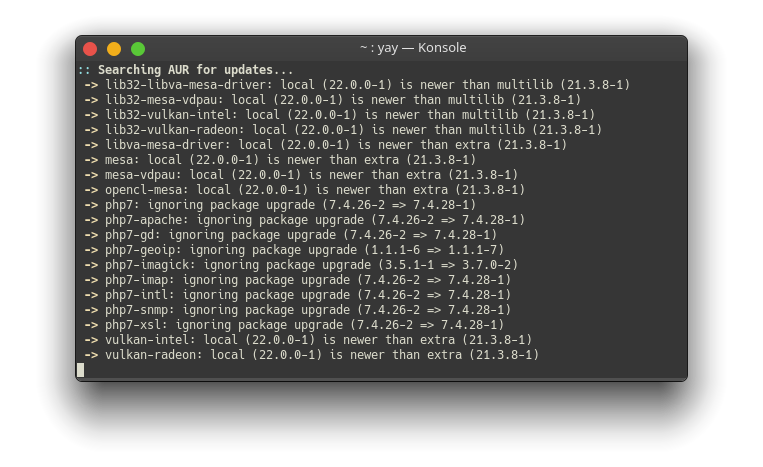 ~ : yay — Konsole
:: Searching AUR for updates...
-> lib32-libva-mesa-driver: local (22.0.0-1) is newer than multilib (21.3.8-1)
-> lib32-mesa-vdpau: local (22.0.0-1) is newer than multilib (21.3.8-1)
-> lib32-vulkan-intel: local (22.0.0-1) is newer than multilib (21.3.8-1)
-> lib32-vulkan-radeon: local (22.0.0-1) is newer than multilib (21.3.8-1)
-> libva-mesa-driver: local (22.0.0-1) is newer than extra (21.3.8-1)
-> mesa: local (22.0.0-1) is newer than extra (21.3.8-1)
-> mesa-vdpau: local (22.0.0-1) is newer than extra (21.3.8-1)
-> opencl-mesa: local (22.0.0-1) is newer than extra (21.3.8-1)
-> php7: ignoring package upgrade (7.4.26-2 => 7.4.28-1)
-> php7-apache: ignoring package upgrade (7.4.26-2 => 7.4.28-1)
-> php7-gd: ignoring package upgrade (7.4.26-2 => 7.4.28-1)
-> php7-geoip: ignoring package upgrade (1.1.1-6 => 1.1.1-7)
-> php7-imagick: ignoring package upgrade (3.5.1-1 => 3.7.0-2)
-> php7-imap: ignoring package upgrade (7.4.26-2 => 7.4.28-1)
-> php7-intl: ignoring package upgrade (7.4.26-2 => 7.4.28-1)
-> php7-snmp: ignoring package upgrade (7.4.26-2 => 7.4.28-1)
-> php7-xsl: ignoring package upgrade (7.4.26-2 => 7.4.28-1)
-> vulkan-intel: local (22.0.0-1) is newer than extra (21.3.8-1)
-> vulkan-radeon: local (22.0.0-1) is newer than extra (21.3.8-1)